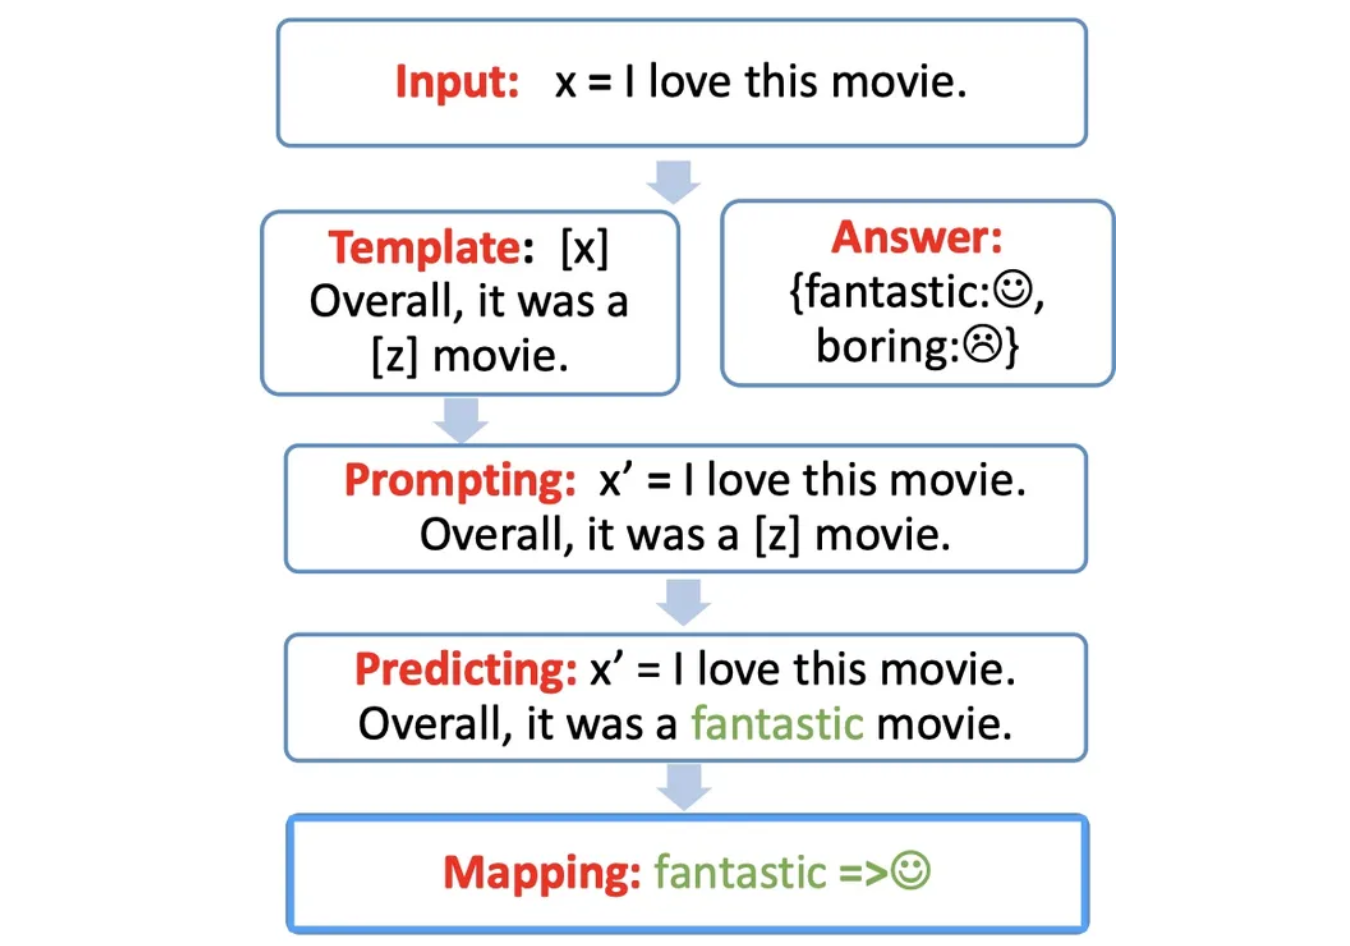 Input: x = I love this movie.
Template: [x]
Overall, it was a
[z] movie.
Answer:
{fantastic:☺,
boring:☹}
Prompting: x’ = I love this movie.
Overall, it was a [z] movie.
Predicting: x’ = I love this movie.
Overall, it was a fantastic movie.
Mapping: fantastic =>☺